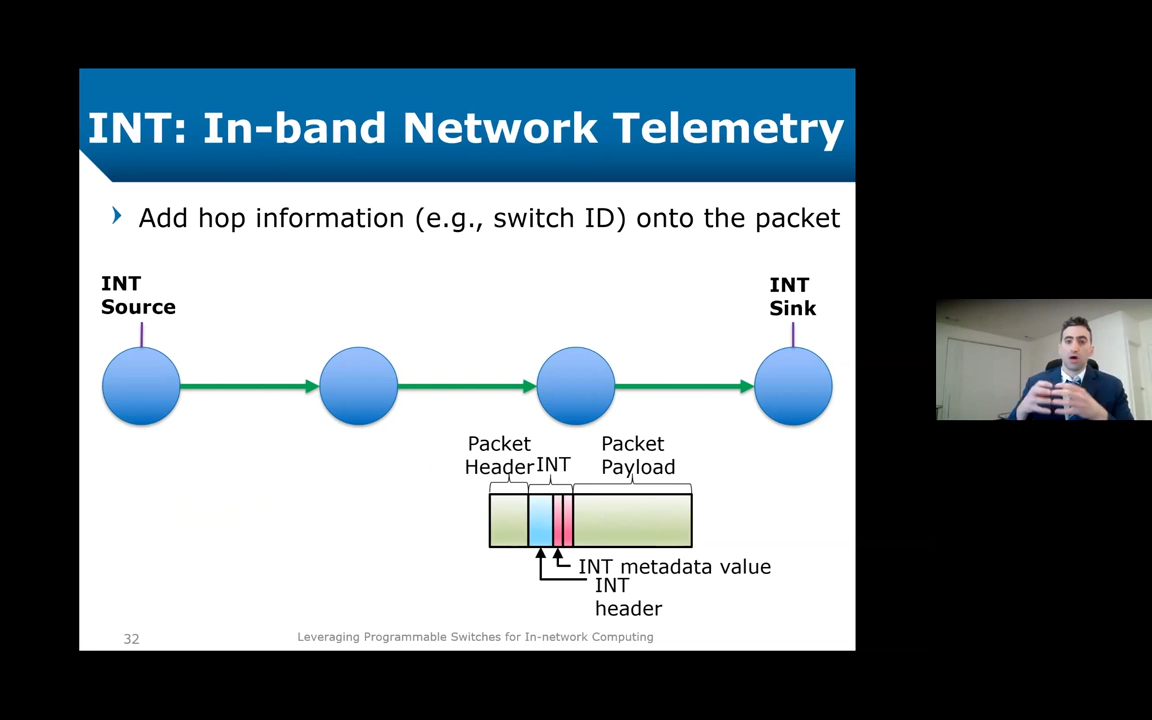 INT: In-band Network Telemetry
Add hop information (e.g., switch ID) onto the packet
INT
Source
INT
Sink
Packet
Header
INT
Packet
Payload
INT metadata value
INT
header
32
Leveraging Programmable Switches for In-network Computing